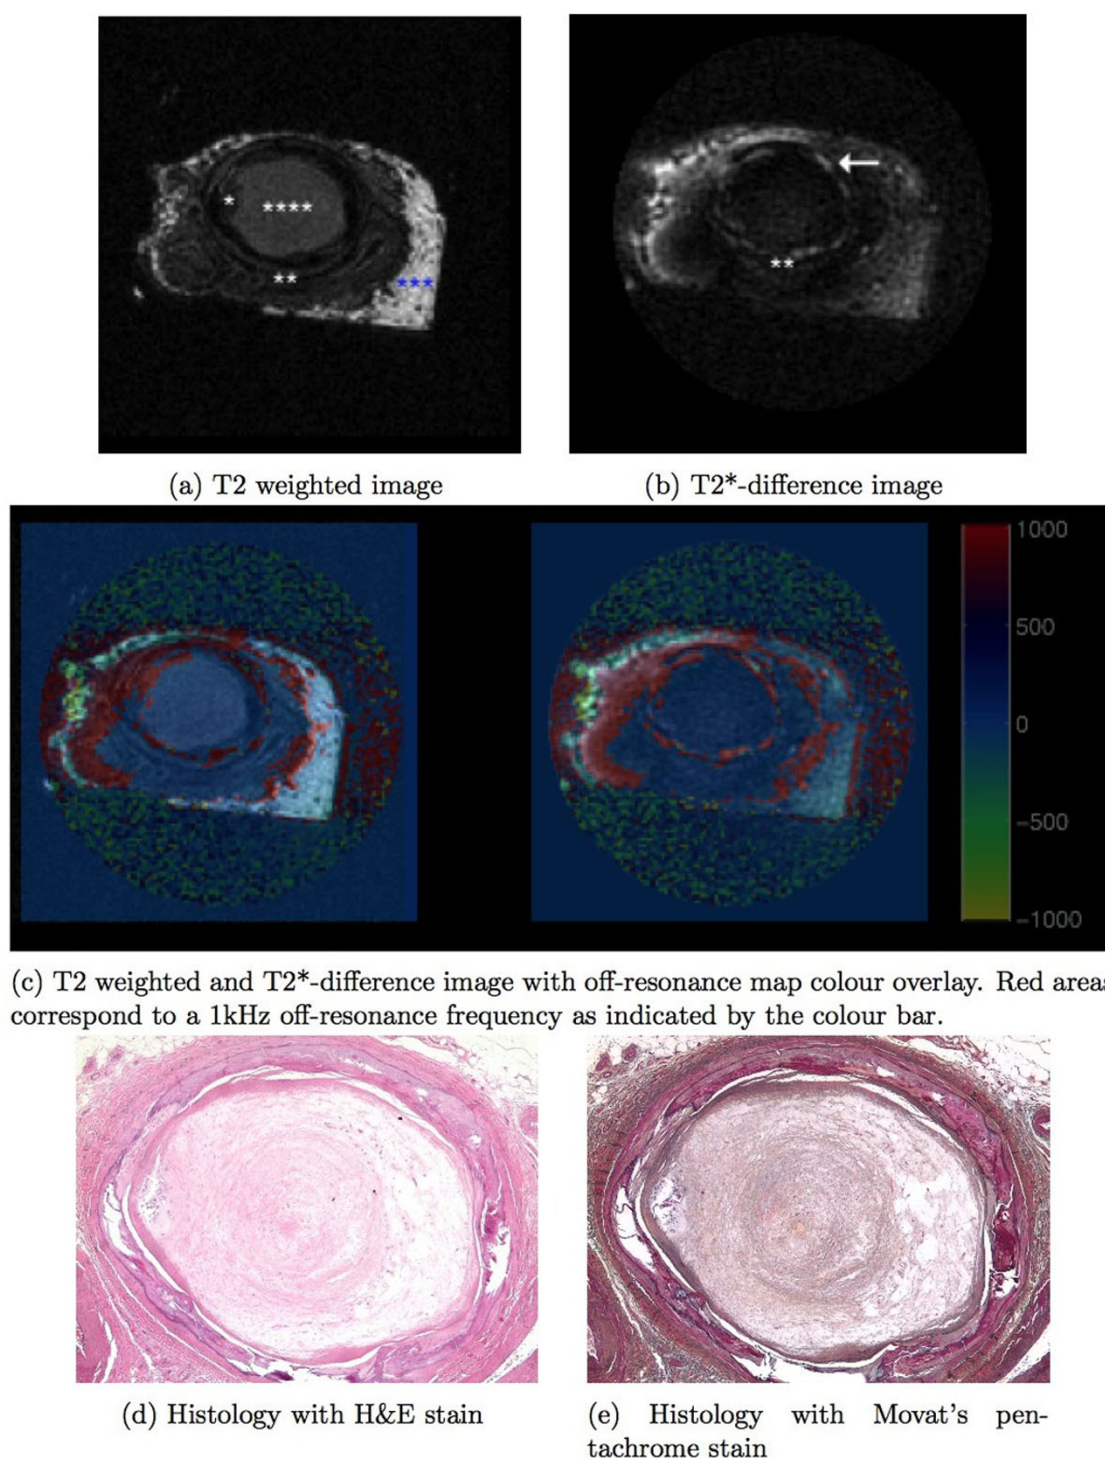 *
****
**
***
**
(a) T2 weighted image
(b) T2*-difference image
1000
500
0
-500
-1000
(c) T2 weighted and T2*-difference image with off-resonance map colour overlay. Red areas
correspond to a 1kHz off-resonance frequency as indicated by the colour bar.
(d) Histology with H&E stain
(e) Histology with Movat's pen-
tachrome stain